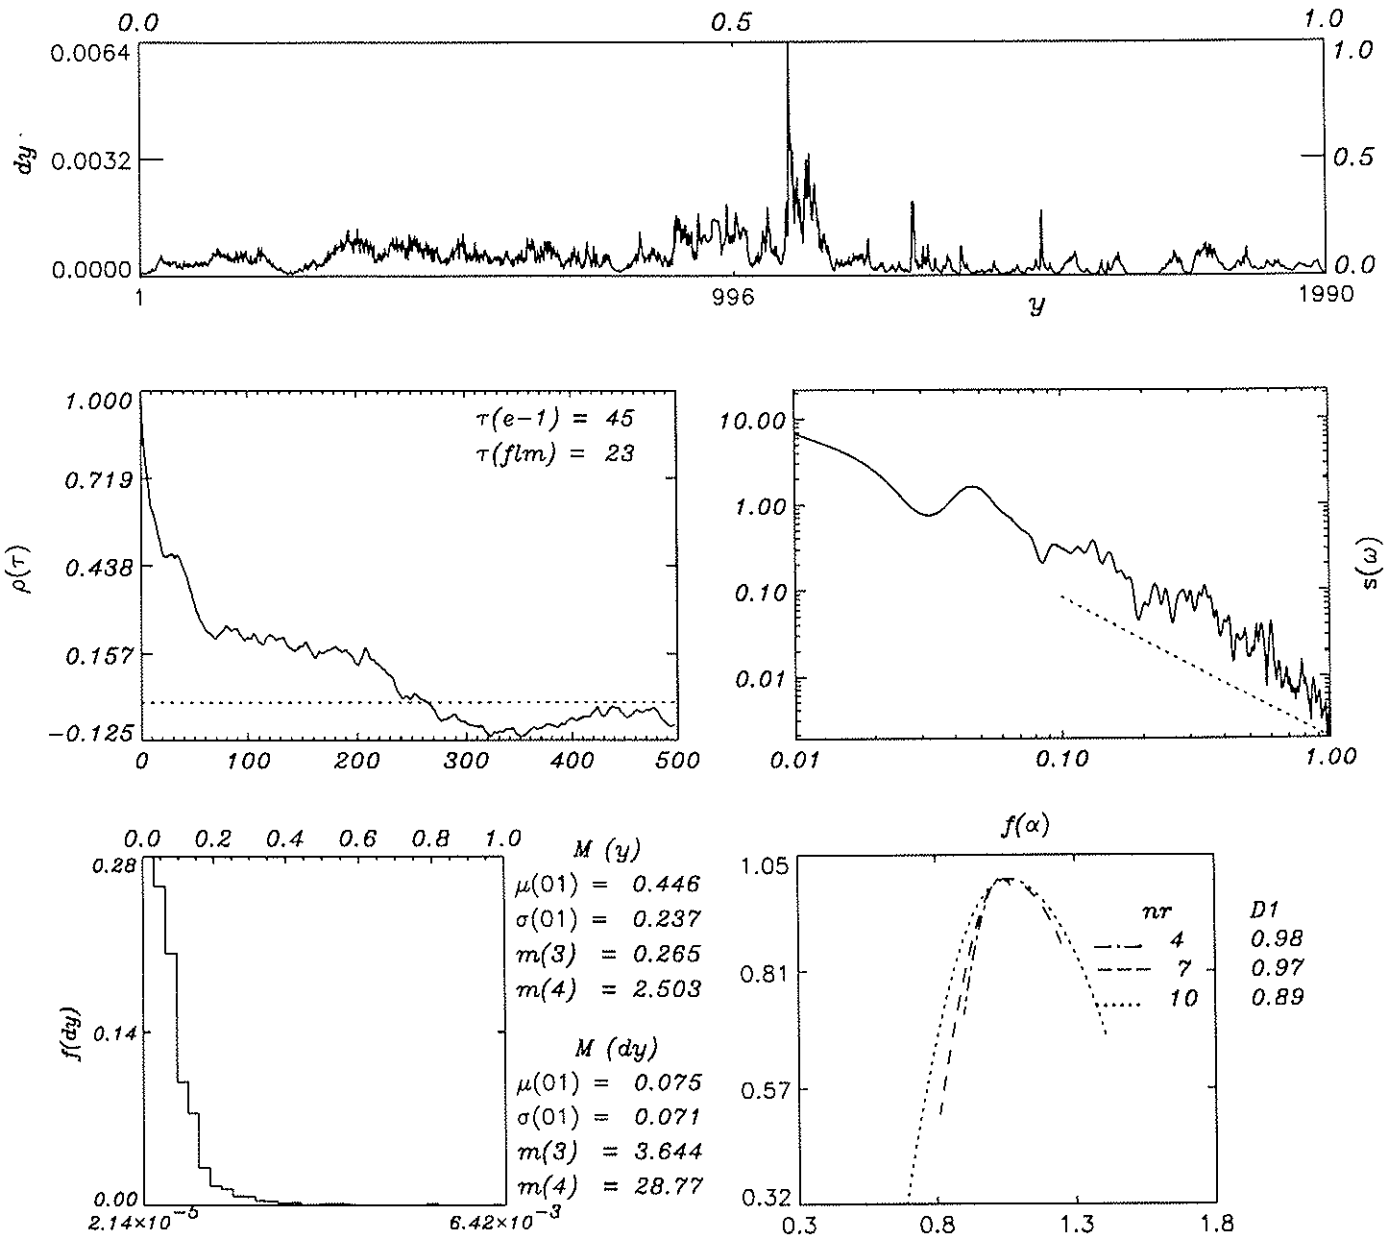 0.0 0.5 1.0
0.0064 1.0
dy
0.0032 0.5
0.0000 0.0
1 996 y 1990
1.000 τ(e-1) = 45
τ(flm) = 23
0.719
ρ(τ) 0.438
0.157
-0.125
0 100 200 300 400 500
10.00
1.00
0.10 s(ω)
0.01
0.01 0.10 1.00
0.0 0.2 0.4 0.6 0.8 1.0
0.28
f(dy) 0.14
0.00
2.14×10⁻⁵ 6.42×10⁻³
M (y)
μ(01) = 0.446
σ(01) = 0.237
m(3) = 0.265
m(4) = 2.503
M (dy)
μ(01) = 0.075
σ(01) = 0.071
m(3) = 3.644
m(4) = 28.77
f(α)
1.05
nr D1
4 0.98
0.81 7 0.97
10 0.89
0.57
0.32
0.3 0.8 1.3 1.8